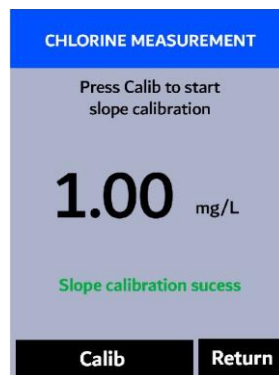 CHLORINE MEASUREMENT
Press Calib to start
slope calibration
1.00 mg/L
Slope calibration sucess
Calib Return